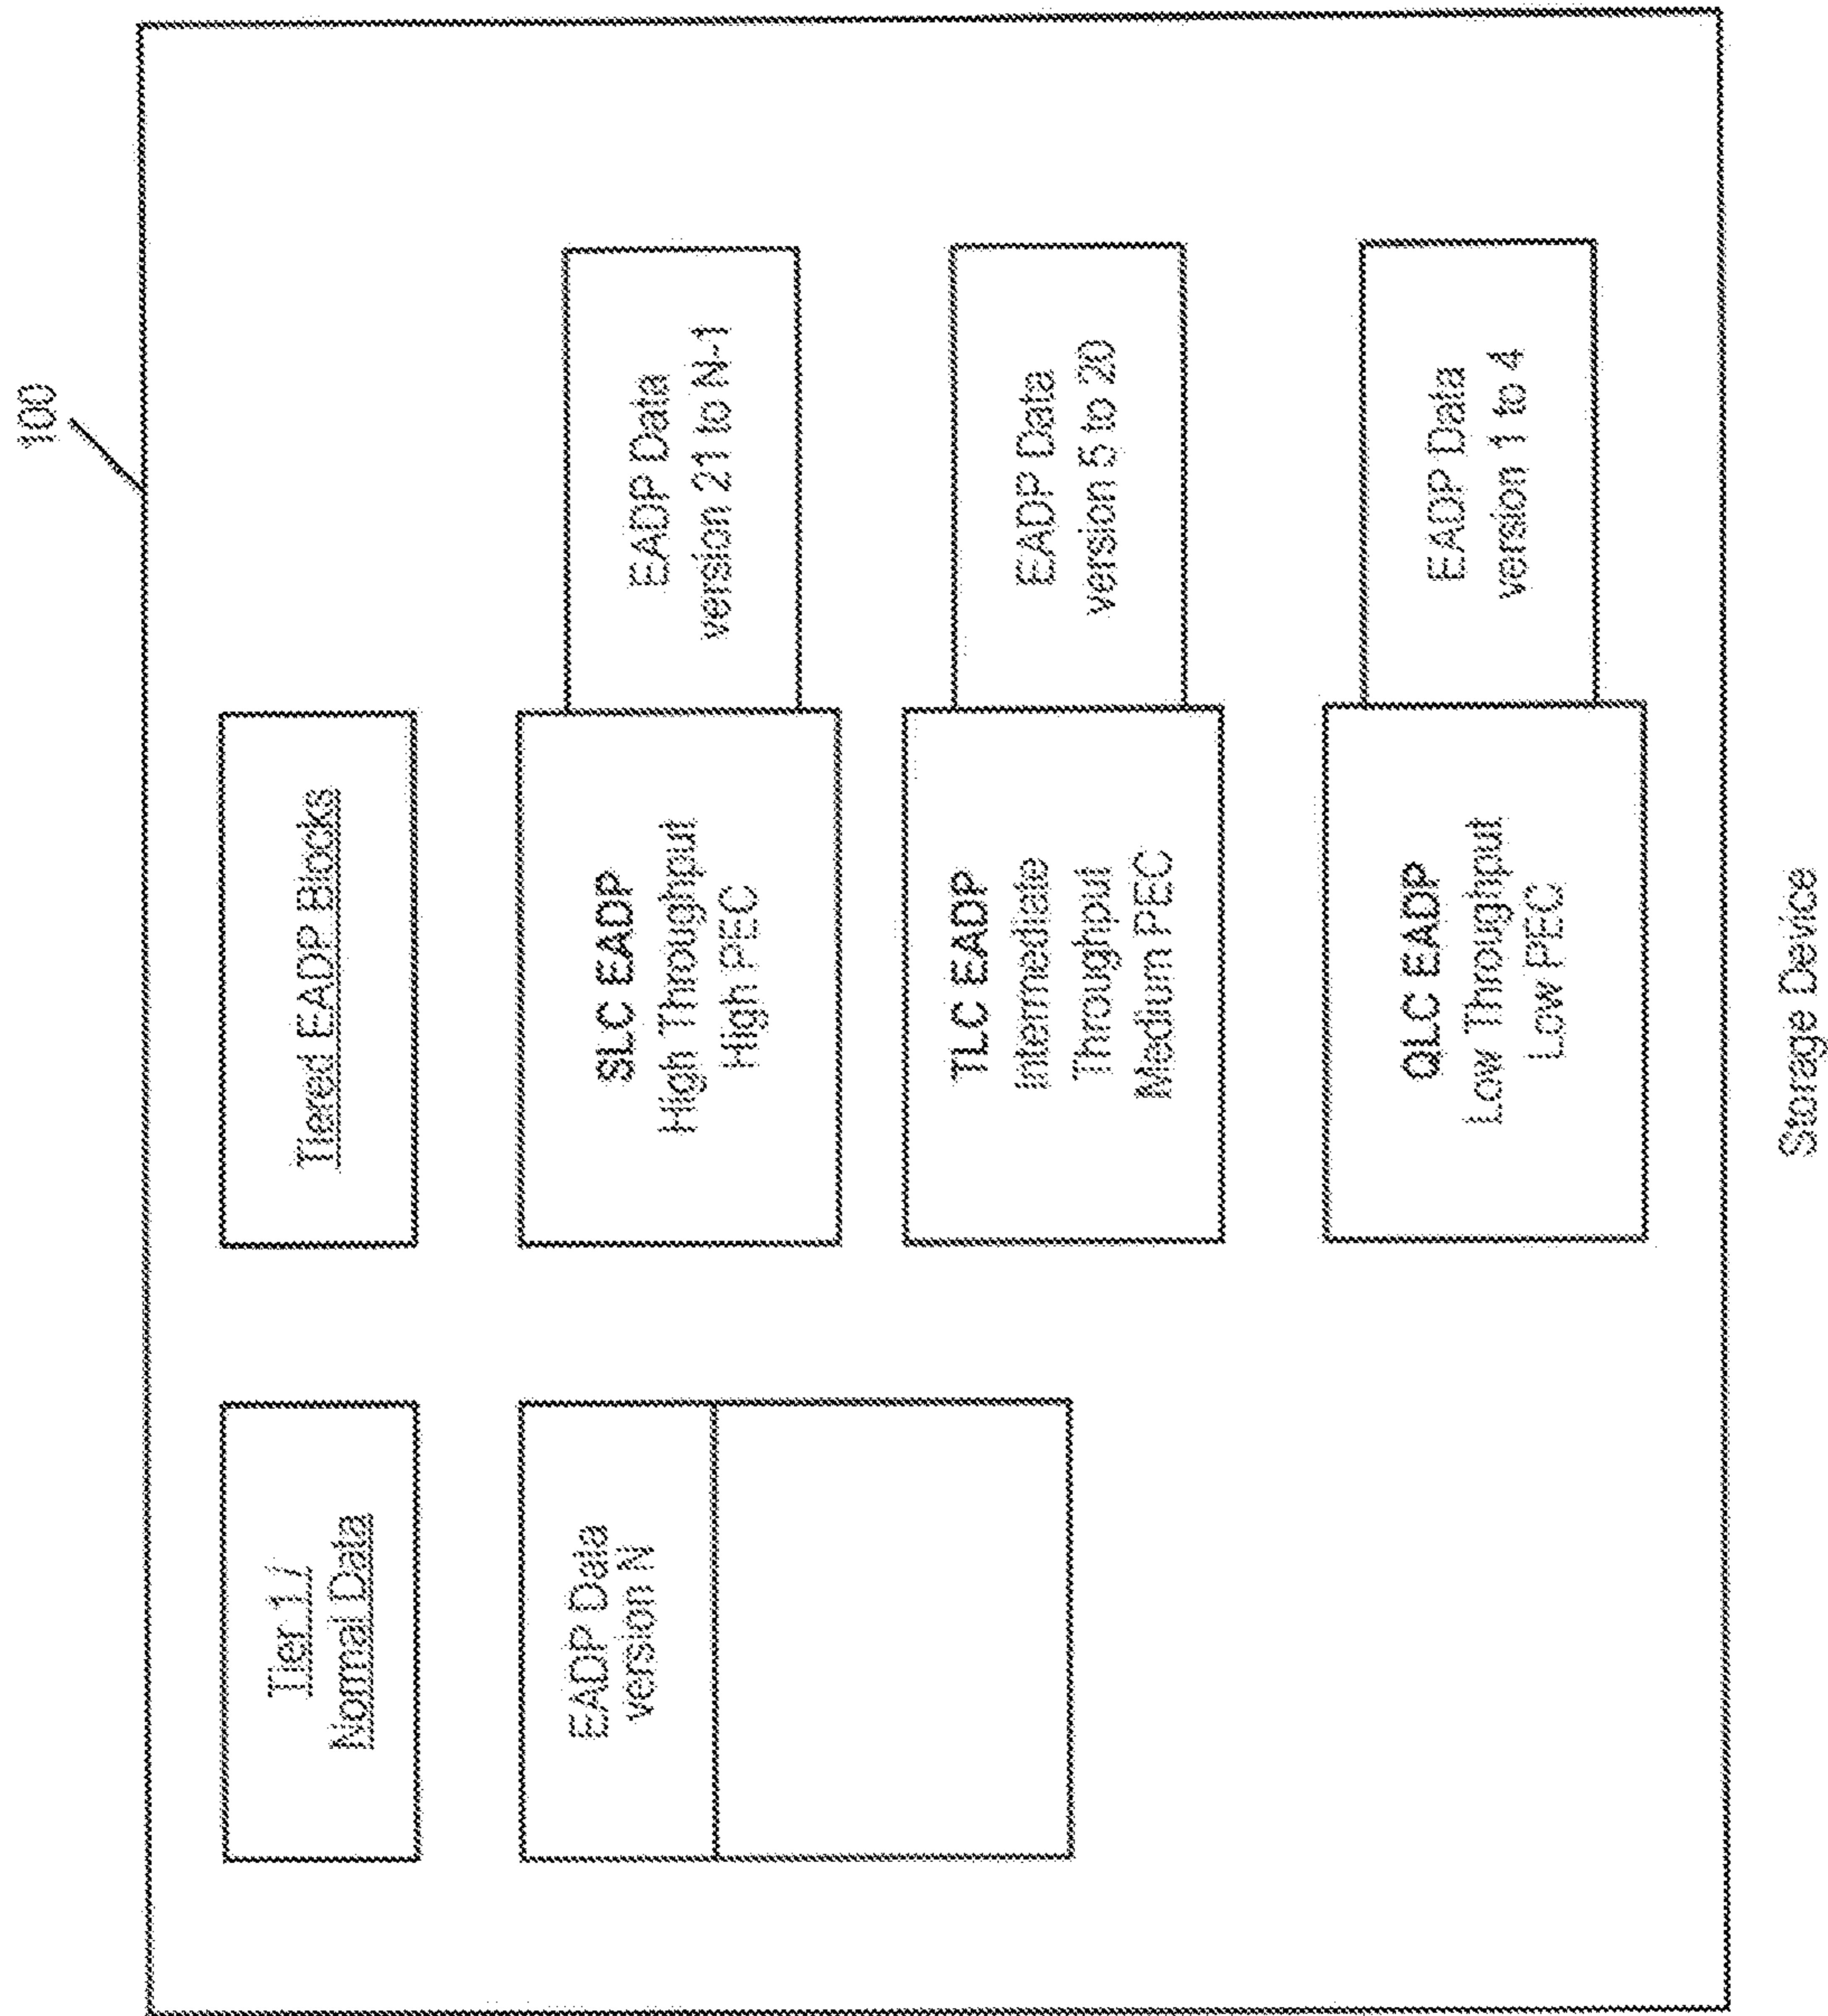 100
Tier 1 /
Normal Data
EADP Data
version N
Tiered EADP Blocks
SLC EADP
High Throughput
High PEC
EADP Data
version 21 to N-1
TLC EADP
Intermediate
Throughput
Medium PEC
EADP Data
version 5 to 20
QLC EADP
Low Throughput
Low PEC
EADP Data
version 1 to 4
Storage Device